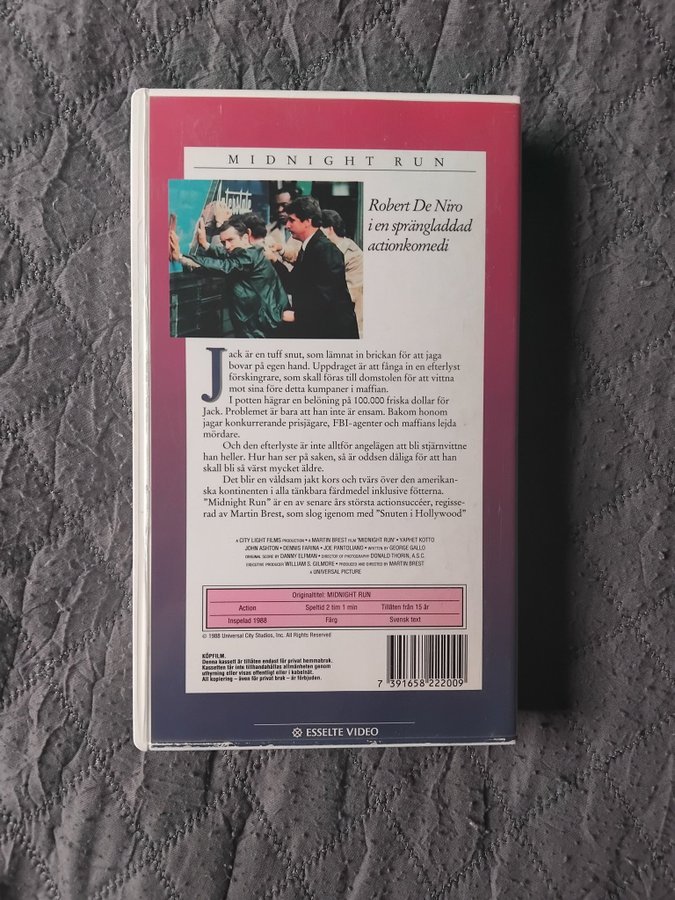 MIDNIGHT RUN
Robert De Niro
i en sprängladdad
actionkomedi
Jack är en tuff snut, som lämnat in brickan för att jaga
bovar på egen hand. Uppdraget är att fånga in en efterlyst
förskingrare, som skall föras till domstolen för att vittna
mot sina före detta kumpaner i maffian.
I potten hägrar en belöning på 100.000 friska dollar för
Jack. Problemet är bara att han inte är ensam. Bakom honom
jagar konkurrerande prisjägare, FBI-agenter och maffians lejda
mördare.
Och den efterlyste är inte alltför angelägen att bli stjärnvittne
han heller. Hur han ser på saken, så är oddsen dåliga för att han
skall bli så värst mycket äldre.
Det blir en våldsam jakt kors och tvärs över den amerikan-
ska kontinenten i alla tänkbara färdmedel inklusive fötterna.
"Midnight Run" är en av senare års största actionsuccéer, regisse-
rad av Martin Brest, som slog igenom med "Snuten i Hollywood"
A CITY LIGHT FILMS PRODUCTION • A MARTIN BREST FILM 'MIDNIGHT RUN' • YAPHET KOTTO
JOHN ASHTON • DENNIS FARINA • JOE PANTOLIANO • WRITTEN BY GEORGE GALLO
ORIGINAL SCORE BY DANNY ELFMAN • DIRECTOR OF PHOTOGRAPHY DONALD THORIN, A.S.C.
EXECUTIVE PRODUCER WILLIAM S. GILMORE • PRODUCED AND DIRECTED BY MARTIN BREST
A UNIVERSAL PICTURE
Originaltitel: MIDNIGHT RUN
Action Speltid 2 tim 1 min Tillåten från 15 år
Inspelad 1988 Färg Svensk text
© 1988 Universal City Studios, Inc. All Rights Reserved
KÖPFILM.
Denna kassett är tillåten endast för privat hemmabruk.
Kassetten får inte tillhandahållas allmänheten genom
uthyrning eller visas offentligt eller i kabelnät.
All kopiering – även för privat bruk – är förbjuden.
7 391658 222009
ESSELTE VIDEO